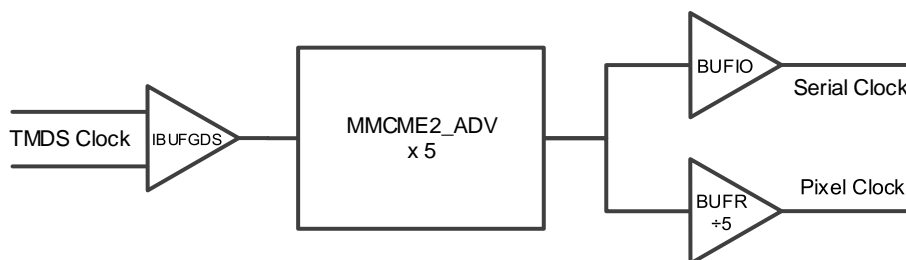 TMDS Clock
IBUFGDS
MMCME2_ADV
x 5
BUFIO
Serial Clock
BUFR
÷5
Pixel Clock